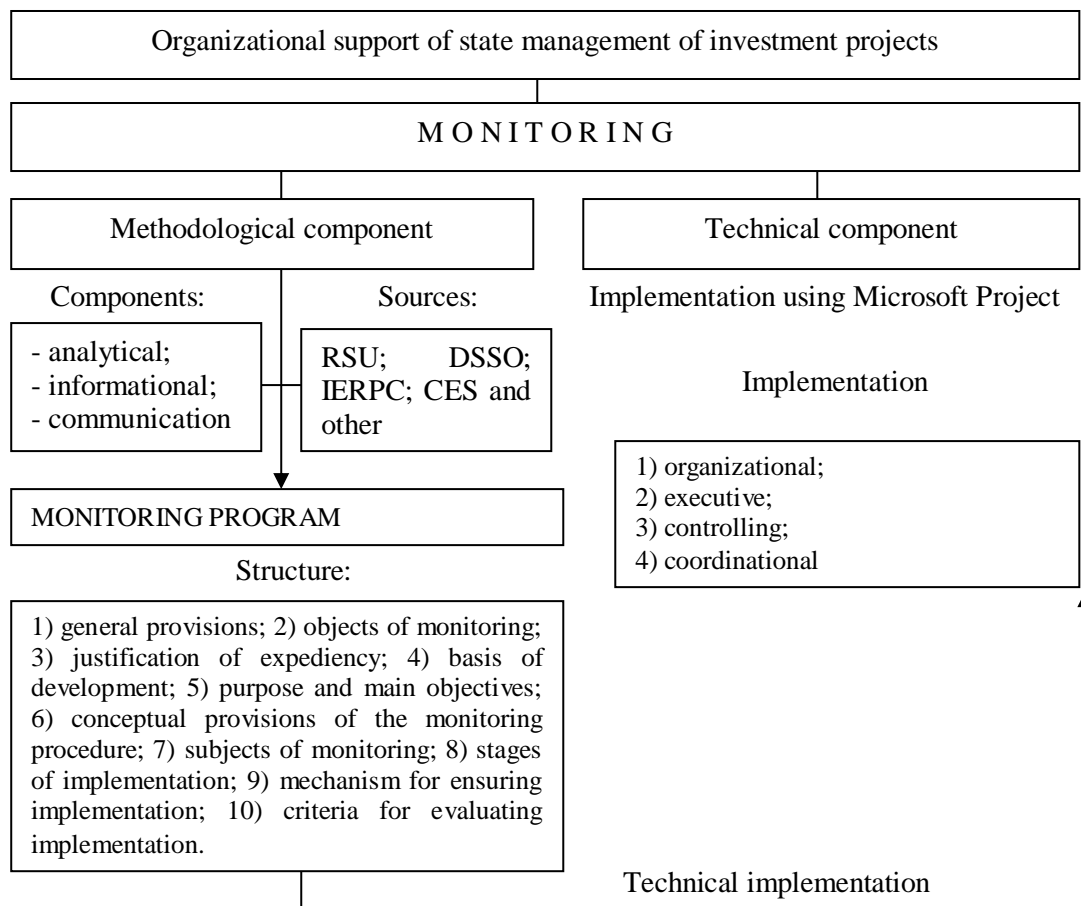 Organizational support of state management of investment projects
M O N I T O R I N G
Methodological component
Technical component
Components:
Sources:
Implementation using Microsoft Project
- analytical;
- informational;
- communication
RSU; DSSO;
IERPC; CES and
other
Implementation
1) organizational;
2) executive;
3) controlling;
4) coordinational
MONITORING PROGRAM
Structure:
1) general provisions; 2) objects of monitoring;
3) justification of expediency; 4) basis of
development; 5) purpose and main objectives;
6) conceptual provisions of the monitoring
procedure; 7) subjects of monitoring; 8) stages
of implementation; 9) mechanism for ensuring
implementation; 10) criteria for evaluating
implementation.
Technical implementation